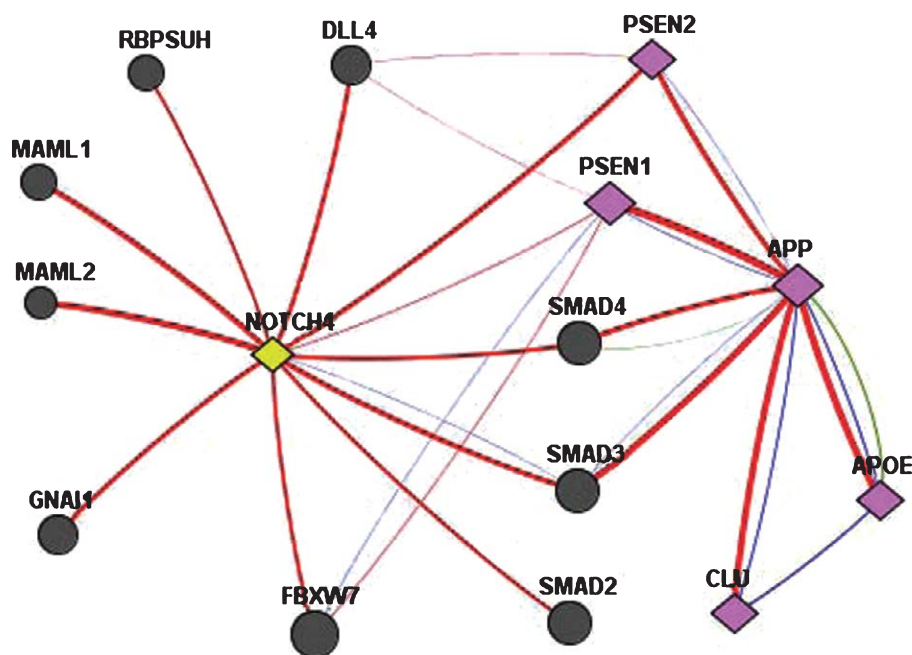 PSEN2
DLL4
RBPSUH
MAML1
PSEN1
APP
MAML2
SMAD4
NOTCH4
SMAD3
APOE
GNAI1
CLU
SMAD2
FBXW7